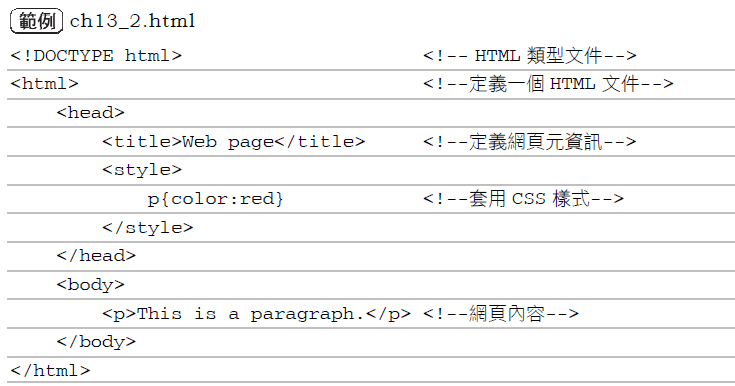 範例 ch13_2.html
<!DOCTYPE html> <!-- HTML 類型文件-->
<html> <!--定義一個 HTML 文件-->
<head>
<title>Web page</title> <!--定義網頁元資訊-->
<style>
p{color:red} <!--套用 CSS 樣式-->
</style>
</head>
<body>
<p>This is a paragraph.</p> <!--網頁內容-->
</body>
</html>